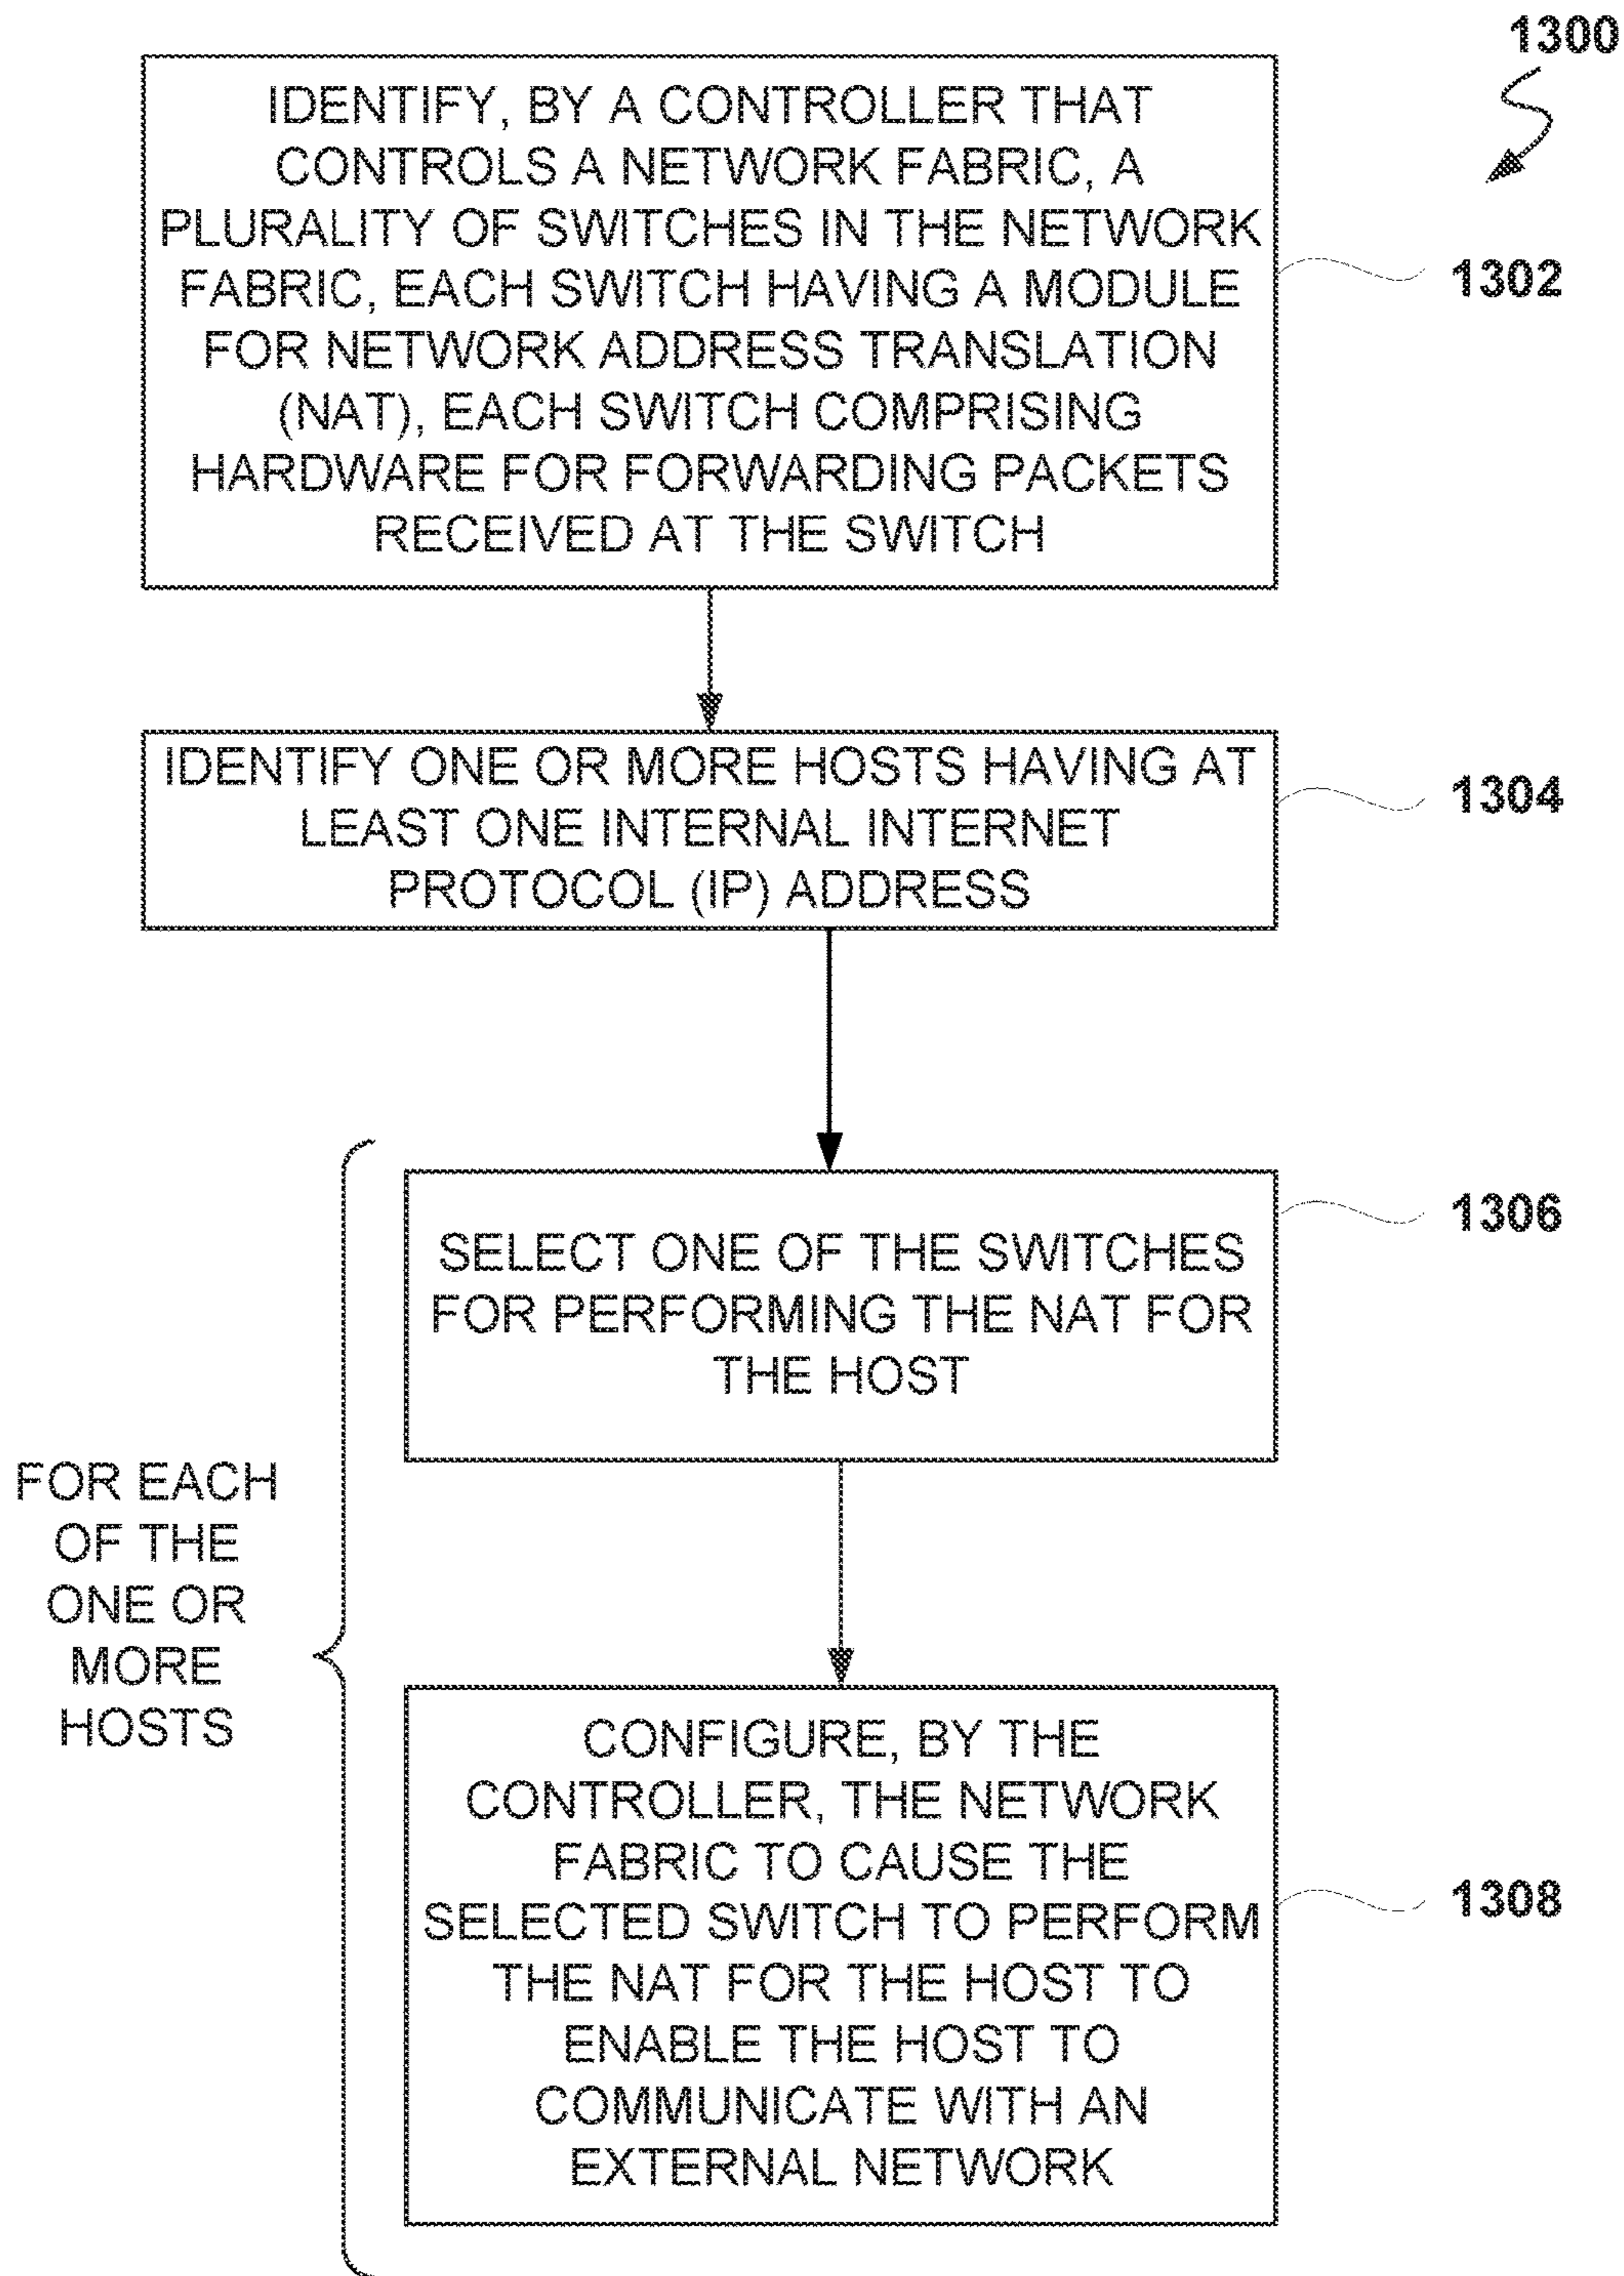 1300
IDENTIFY, BY A CONTROLLER THAT
CONTROLS A NETWORK FABRIC, A
PLURALITY OF SWITCHES IN THE NETWORK
FABRIC, EACH SWITCH HAVING A MODULE
FOR NETWORK ADDRESS TRANSLATION
(NAT), EACH SWITCH COMPRISING
HARDWARE FOR FORWARDING PACKETS
RECEIVED AT THE SWITCH
1302
IDENTIFY ONE OR MORE HOSTS HAVING AT
LEAST ONE INTERNAL INTERNET
PROTOCOL (IP) ADDRESS
1304
FOR EACH
OF THE
ONE OR
MORE
HOSTS
SELECT ONE OF THE SWITCHES
FOR PERFORMING THE NAT FOR
THE HOST
1306
CONFIGURE, BY THE
CONTROLLER, THE NETWORK
FABRIC TO CAUSE THE
SELECTED SWITCH TO PERFORM
THE NAT FOR THE HOST TO
ENABLE THE HOST TO
COMMUNICATE WITH AN
EXTERNAL NETWORK
1308